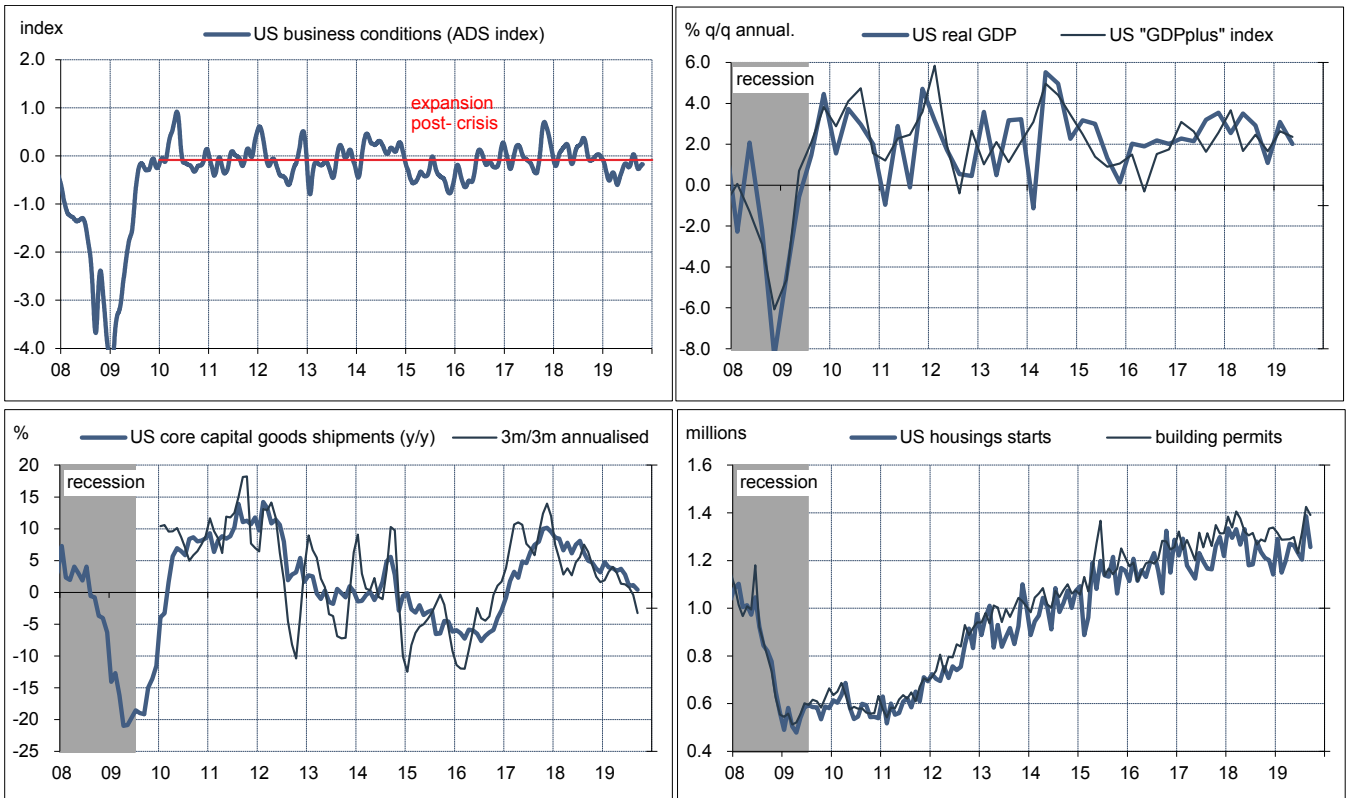 index
US business conditions (ADS index)
2.0
1.0
0.0
-1.0
-2.0
-3.0
-4.0
expansion
post- crisis
08 09 10 11 12 13 14 15 16 17 18 19
% q/q annual.
US real GDP
US "GDPplus" index
6.0
4.0
2.0
0.0
-2.0
-4.0
-6.0
-8.0
recession
08 09 10 11 12 13 14 15 16 17 18 19
%
US core capital goods shipments (y/y)
3m/3m annualised
20
15
10
5
0
-5
-10
-15
-20
-25
recession
08 09 10 11 12 13 14 15 16 17 18 19
millions
US housings starts
building permits
1.6
1.4
1.2
1.0
0.8
0.6
0.4
recession
08 09 10 11 12 13 14 15 16 17 18 19